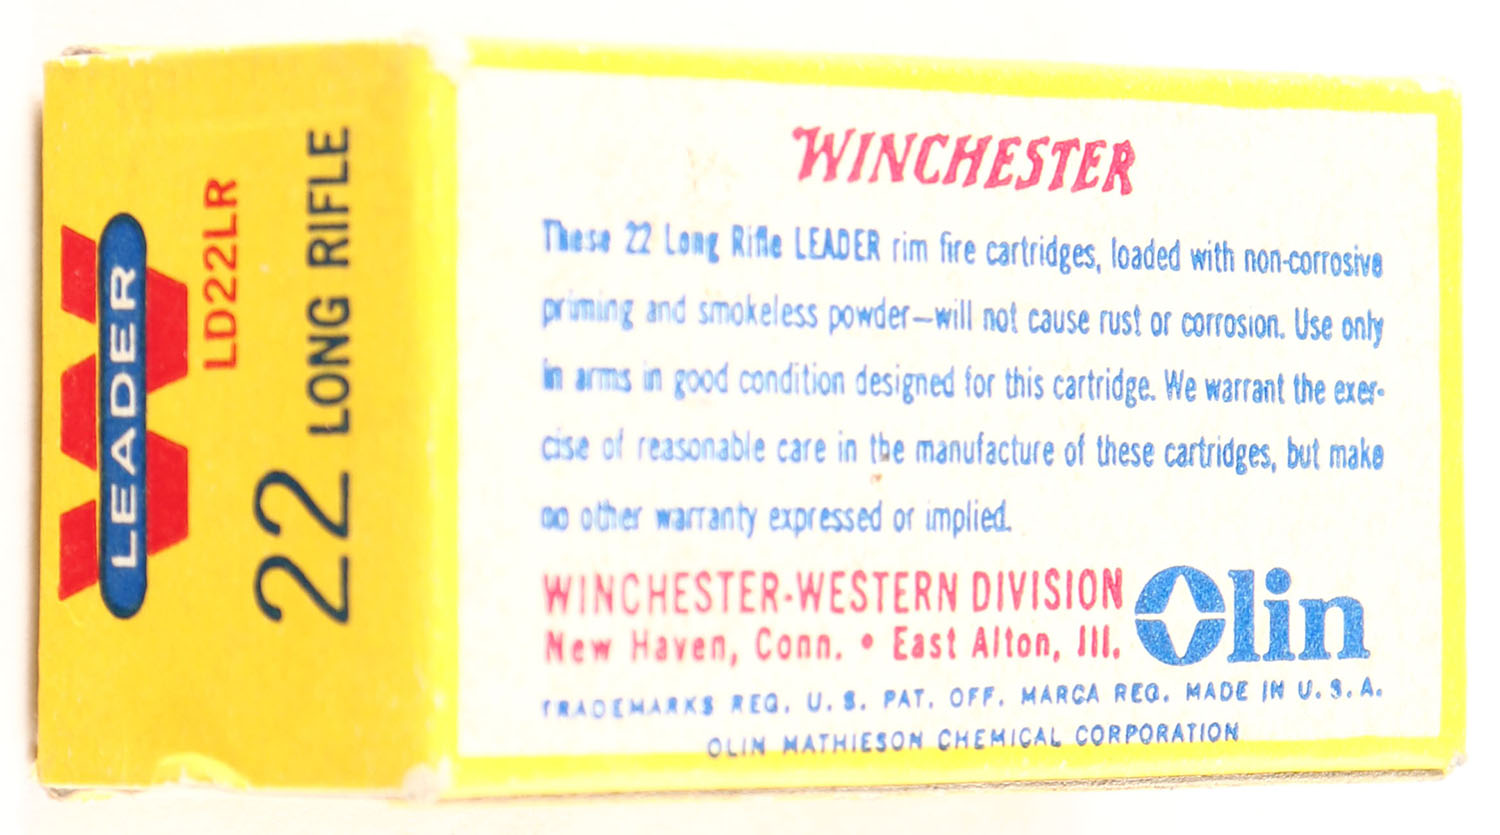 LEADER
LD22LR
22 LONG RIFLE
WINCHESTER
These 22 Long Rifle LEADER rim fire cartridges, loaded with non-corrosive
priming and smokeless powder—will not cause rust or corrosion. Use only
in arms in good condition designed for this cartridge. We warrant the exer-
cise of reasonable care in the manufacture of these cartridges, but make
no other warranty expressed or implied.
WINCHESTER-WESTERN DIVISION
New Haven, Conn. • East Alton, Ill.
Olin
TRADEMARKS REG. U. S. PAT. OFF. MARCA REG. MADE IN U. S. A.
OLIN MATHIESON CHEMICAL CORPORATION